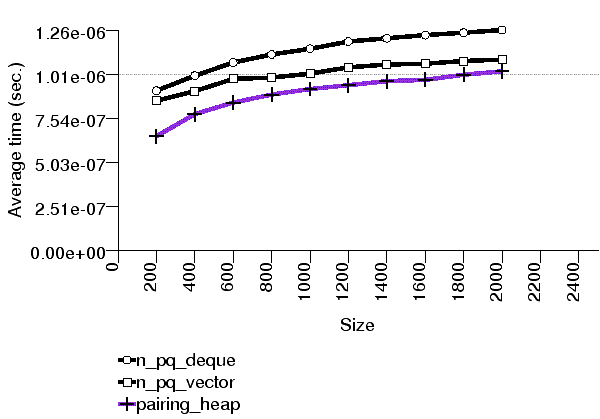 1.26e-06
1.01e-06
7.54e-07
5.03e-07
2.51e-07
0.00e+00
Average time (sec.)
0
200
400
600
800
1000
1200
1400
1600
1800
2000
2200
2400
Size
n_pq_deque
n_pq_vector
pairing_heap